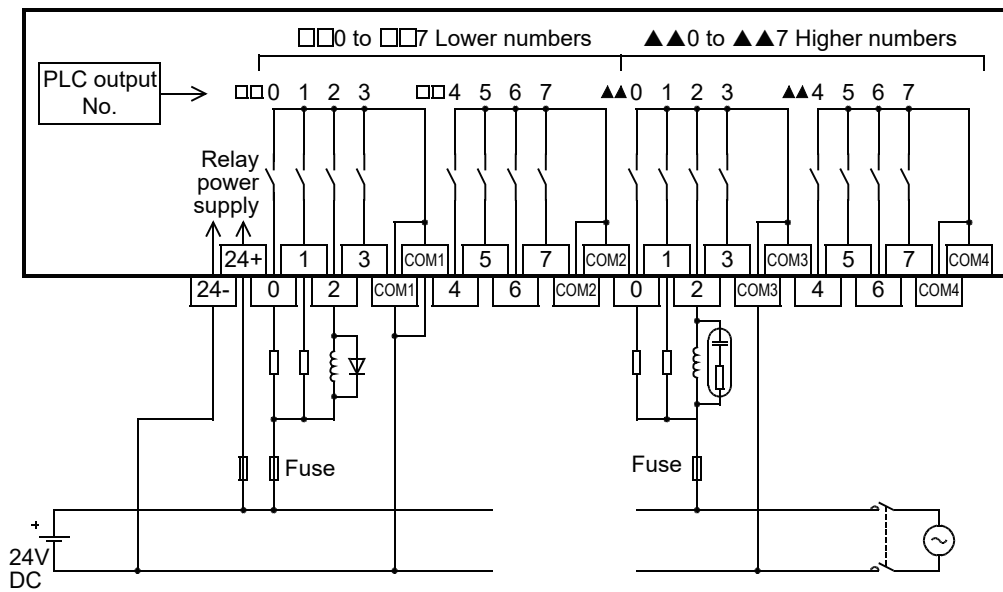 □□0 to □□7 Lower numbers ▲▲0 to ▲▲7 Higher numbers
PLC output
No.
□□0 1 2 3 □□4 5 6 7 ▲▲0 1 2 3 ▲▲4 5 6 7
Relay
power
supply
24+ 1 3 COM1 5 7 COM2 1 3 COM3 5 7 COM4
24- 0 2 COM1 4 6 COM2 0 2 COM3 4 6 COM4
Fuse Fuse
+
24V
DC